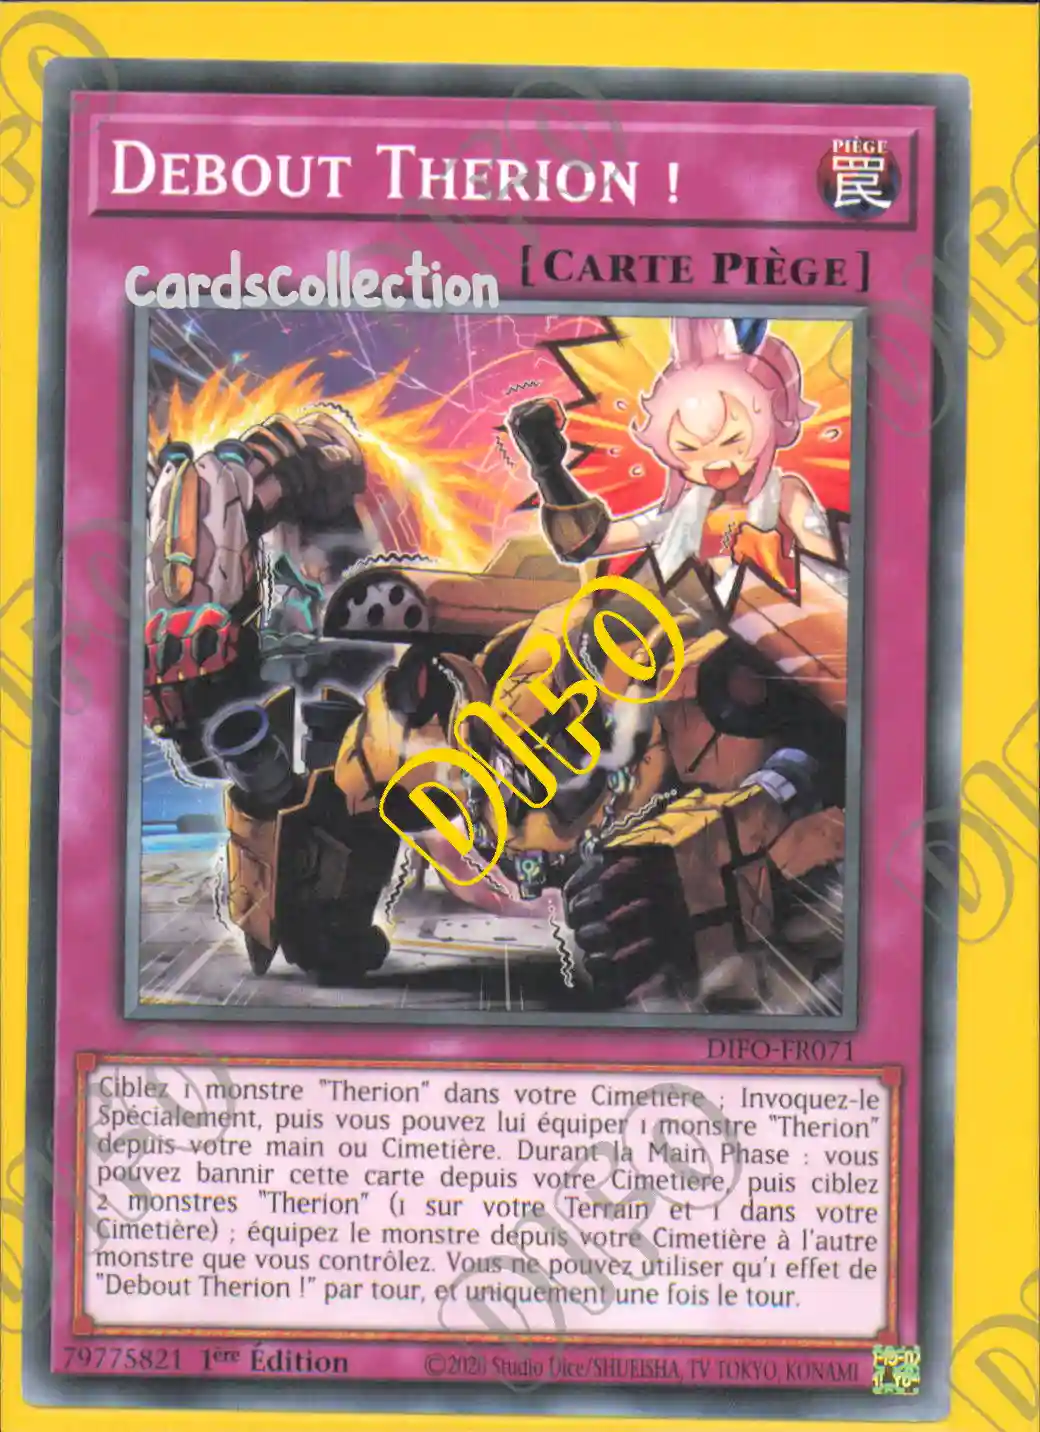 DEBOUT THERION !
PIÈGE
罠
cardsCollection
[CARTE PIÈGE]
DIFO
DIFO-FR071
Ciblez 1 monstre "Therion" dans votre Cimetière ; Invoquez-le
Spécialement, puis vous pouvez lui équiper 1 monstre "Therion"
depuis votre main ou Cimetière. Durant la Main Phase : vous
pouvez bannir cette carte depuis votre Cimetière, puis ciblez
2 monstres "Therion" (1 sur votre Terrain et 1 dans votre
Cimetière) ; équipez le monstre depuis votre Cimetière à l'autre
monstre que vous contrôlez. Vous ne pouvez utiliser qu'1 effet de
"Debout Therion !" par tour, et uniquement une fois le tour.
79775821 1ère Édition
©2020 Studio Dice/SHUEISHA, TV TOKYO, KONAMI